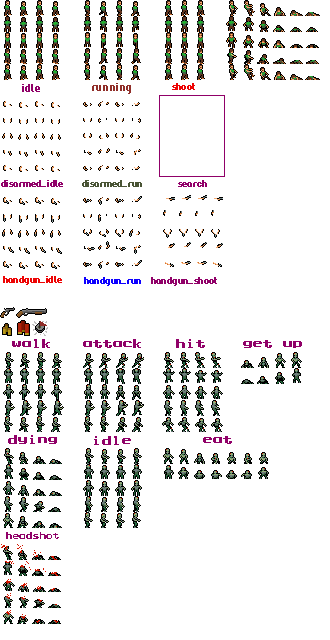 idle running shoot
disarmed_idle disarmed_run search
handgun_idle handgun_run handgun_shoot
walk attack hit get up
dying idle eat
headshot